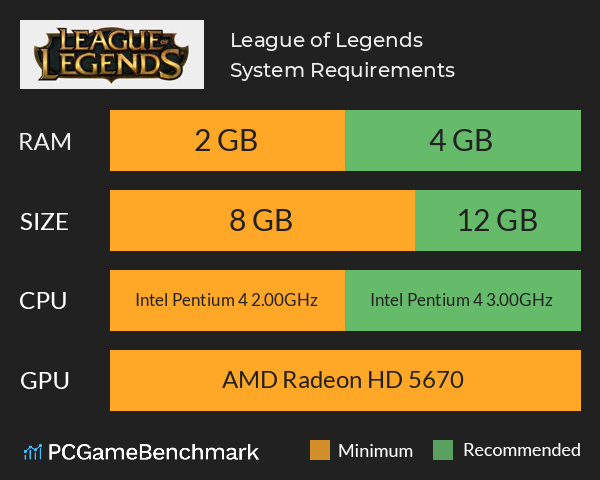 LEAGUE OF
LEGENDS
League of Legends
System Requirements
RAM 2 GB 4 GB
SIZE 8 GB 12 GB
CPU Intel Pentium 4 2.00GHz Intel Pentium 4 3.00GHz
GPU AMD Radeon HD 5670
PCGameBenchmark Minimum Recommended